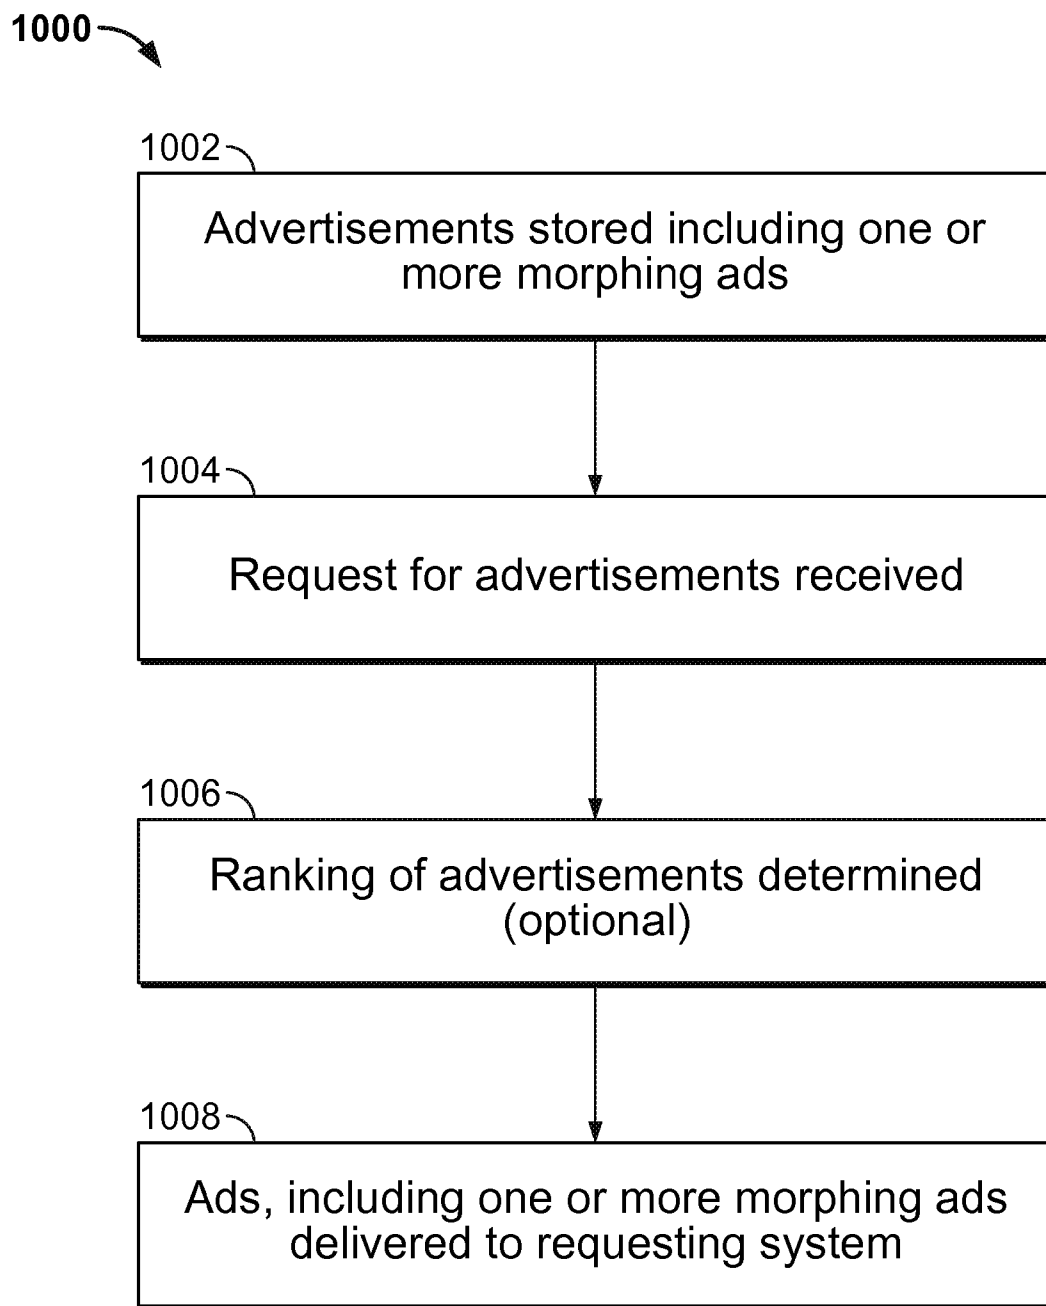 1000
1002
Advertisements stored including one or
more morphing ads
1004
Request for advertisements received
1006
Ranking of advertisements determined
(optional)
1008
Ads, including one or more morphing ads
delivered to requesting system